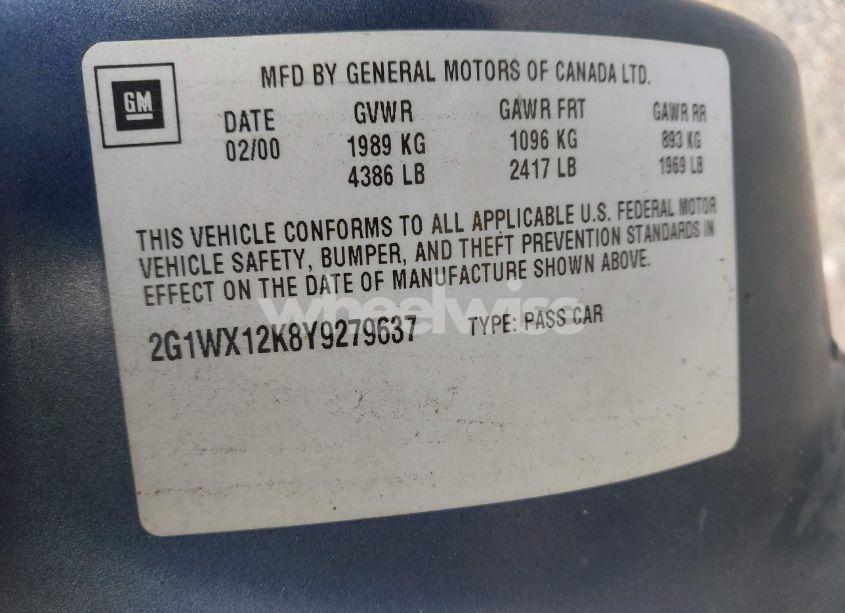 GM
MFD BY GENERAL MOTORS OF CANADA LTD.
DATE GVWR GAWR FRT GAWR RR
02/00 1989 KG 1096 KG 893 KG
4386 LB 2417 LB 1969 LB
THIS VEHICLE CONFORMS TO ALL APPLICABLE U.S. FEDERAL MOTOR
VEHICLE SAFETY, BUMPER, AND THEFT PREVENTION STANDARDS IN
EFFECT ON THE DATE OF MANUFACTURE SHOWN ABOVE.
wheelwise
2G1WX12K8Y9279637 TYPE: PASS CAR